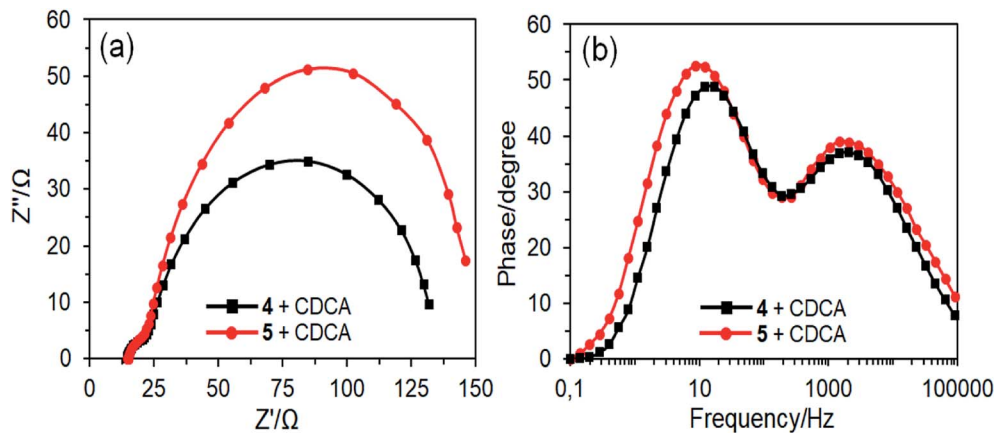 (a)
60
50
40
30
20
10
0
Z''/Ω
4 + CDCA
5 + CDCA
0 25 50 75 100 125 150
Z'/Ω
(b)
60
50
40
30
20
10
0
Phase/degree
4 + CDCA
5 + CDCA
0,1 10 1000 100000
Frequency/Hz